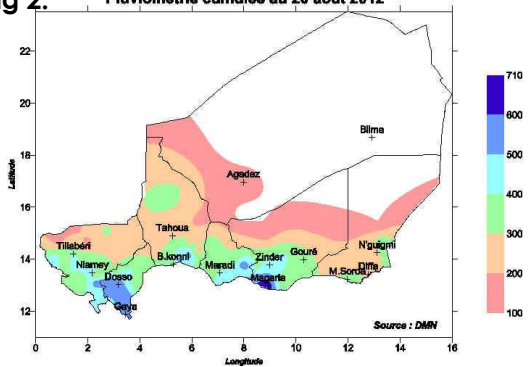 g 2.
Pluviométrie cumulée au 20 août 2012
22
20
18
16
14
12
Latitude
0
2
4
6
8
10
12
14
16
Longitude
Bilma
Agadez
Tahoua
Tillabéri
Niamey
Dosso
Gaya
B.konni
Maradi
Zinder
Magaria
Gouré
N'guigmi
Diffa
M.Soroa
Source : DMN
710
600
500
400
300
200
100